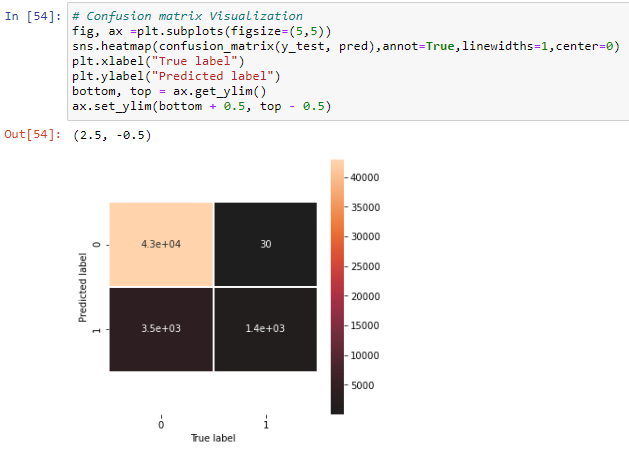 In [54]: # Confusion matrix Visualization
fig, ax =plt.subplots(figsize=(5,5))
sns.heatmap(confusion_matrix(y_test, pred),annot=True,linewidths=1,center=0)
plt.xlabel("True label")
plt.ylabel("Predicted label")
bottom, top = ax.get_ylim()
ax.set_ylim(bottom + 0.5, top - 0.5)
Out[54]: (2.5, -0.5)
40000
35000
30000
25000
20000
15000
10000
5000
Predicted label
0
1
4.3e+04 30
3.5e+03 1.4e+03
0 1
True label